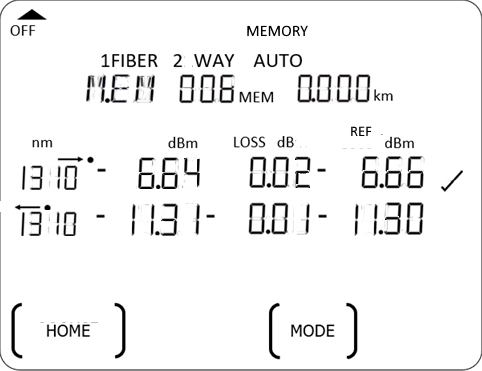 OFF
MEMORY
1FIBER 2 WAY AUTO
MEM 006 MEM 0.000 km
nm dBm LOSS dB REF dBm
1310 - 6.64 0.02 - 6.66 ✓
1310 - 11.31 - 0.01 - 11.30
HOME MODE